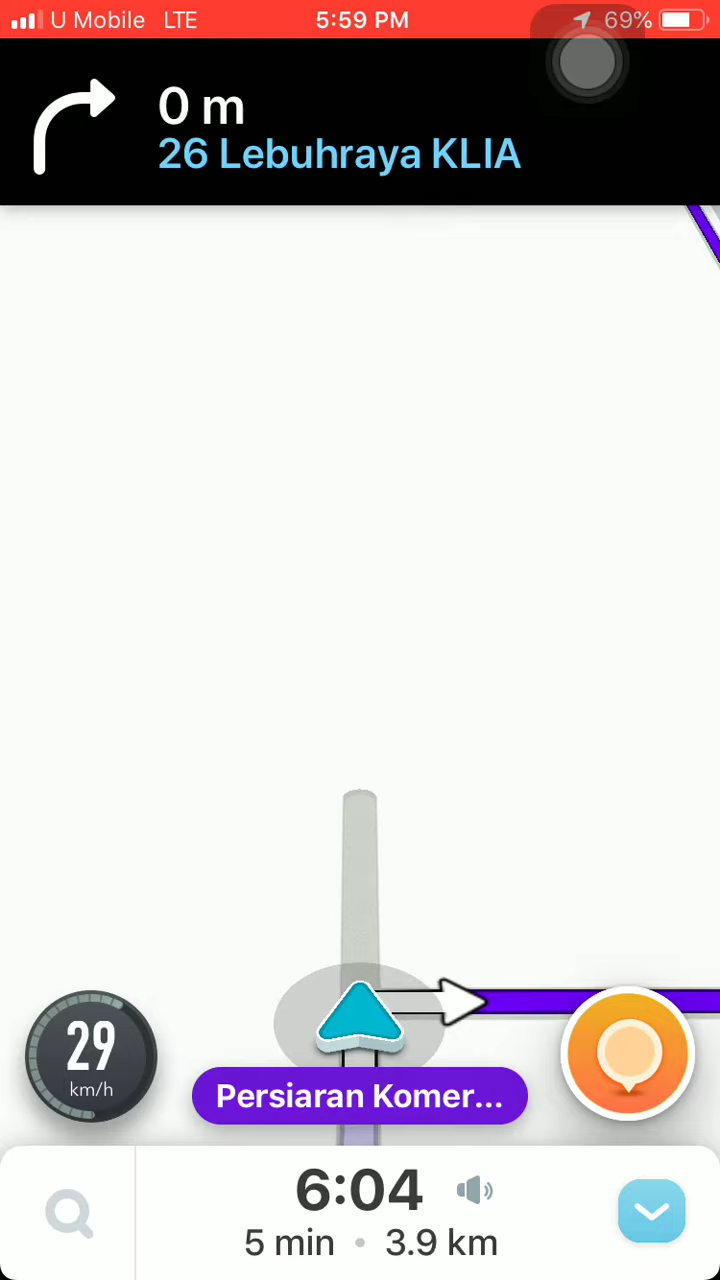 U Mobile LTE 5:59 PM 69%
0 m
26 Lebuhraya KLIA
29
km/h
Persiaran Komer...
6:04
5 min • 3.9 km